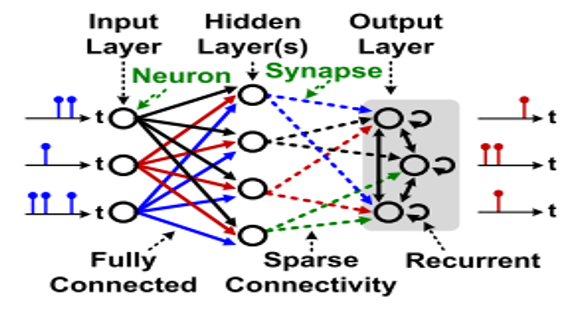 Input
Layer
Hidden
Layer(s)
Output
Layer
Neuron
Synapse
t
t
t
t
t
t
Fully
Connected
Sparse
Connectivity
Recurrent